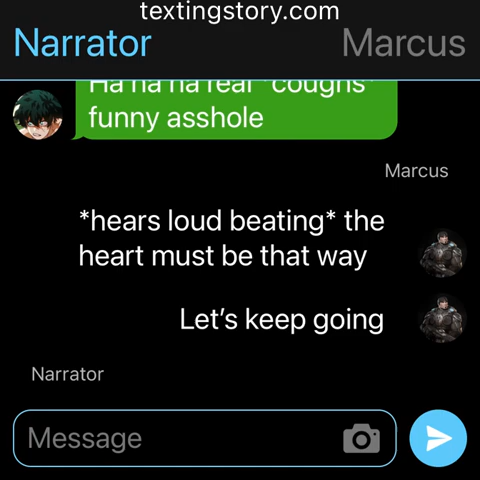 textingstory.com
Narrator
Marcus
Ha ha ha real *coughs*
funny asshole
Marcus
*hears loud beating* the
heart must be that way
Let's keep going
Narrator
Message